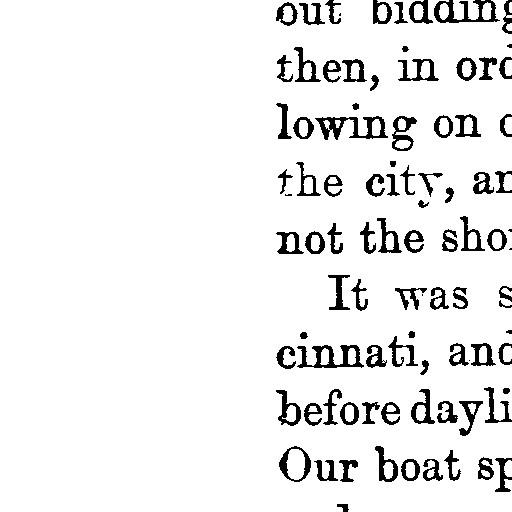 out bidding
then, in ord
lowing on
the city, an
not the shor
It was s
cinnati, and
before dayli
Our boat sp